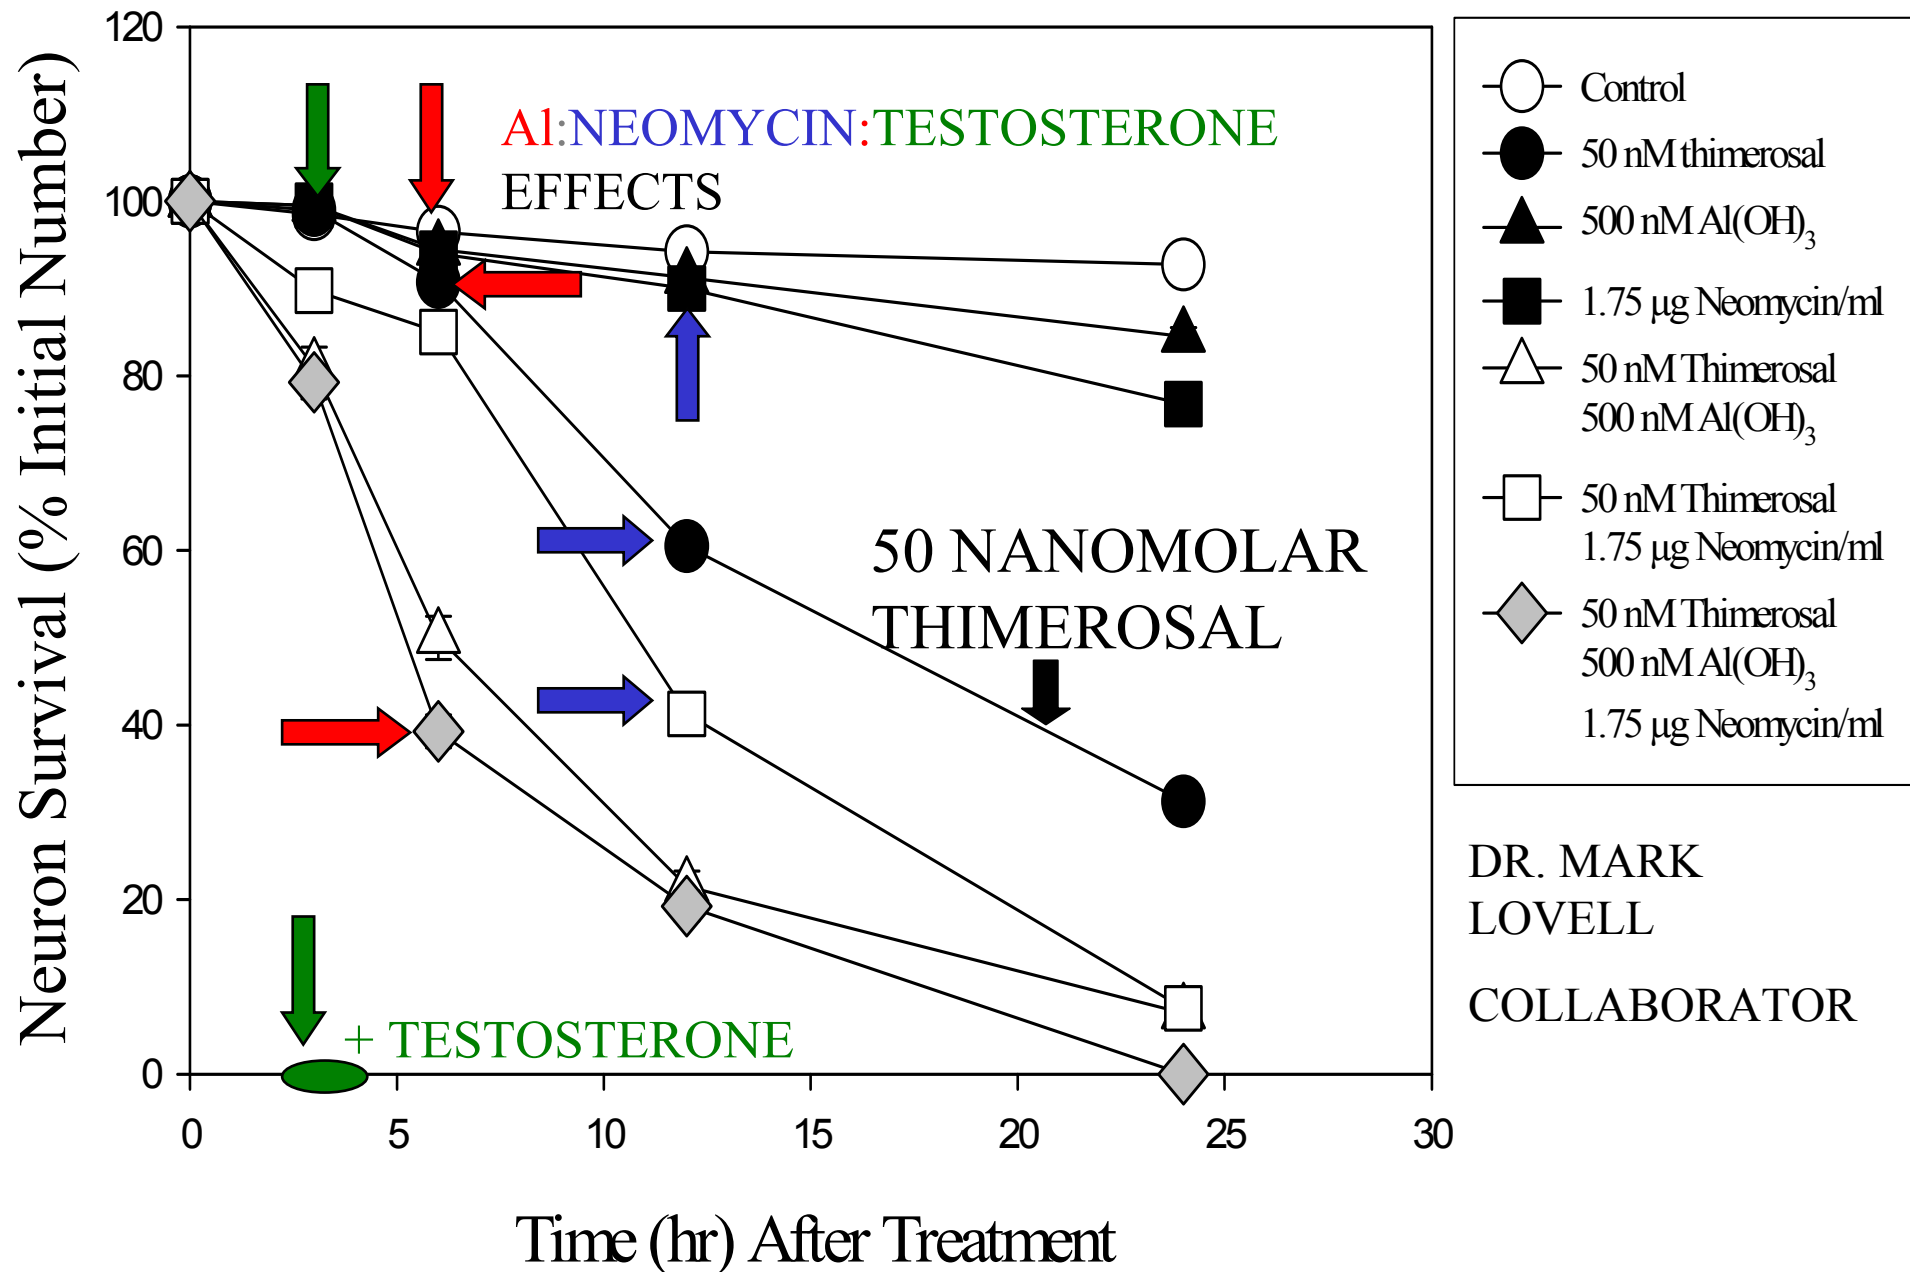 120
100
80
60
40
20
0
Neuron Survival (% Initial Number)
Al:NEOMYCIN:TESTOSTERONE
EFFECTS
50 NANOMOLAR
THIMEROSAL
+ TESTOSTERONE
0 5 10 15 20 25 30
Time (hr) After Treatment
Control
50 nM thimerosal
500 nM Al(OH)₃
1.75 µg Neomycin/ml
50 nM Thimerosal
500 nM Al(OH)₃
50 nM Thimerosal
1.75 µg Neomycin/ml
50 nM Thimerosal
500 nM Al(OH)₃
1.75 µg Neomycin/ml
DR. MARK
LOVELL
COLLABORATOR